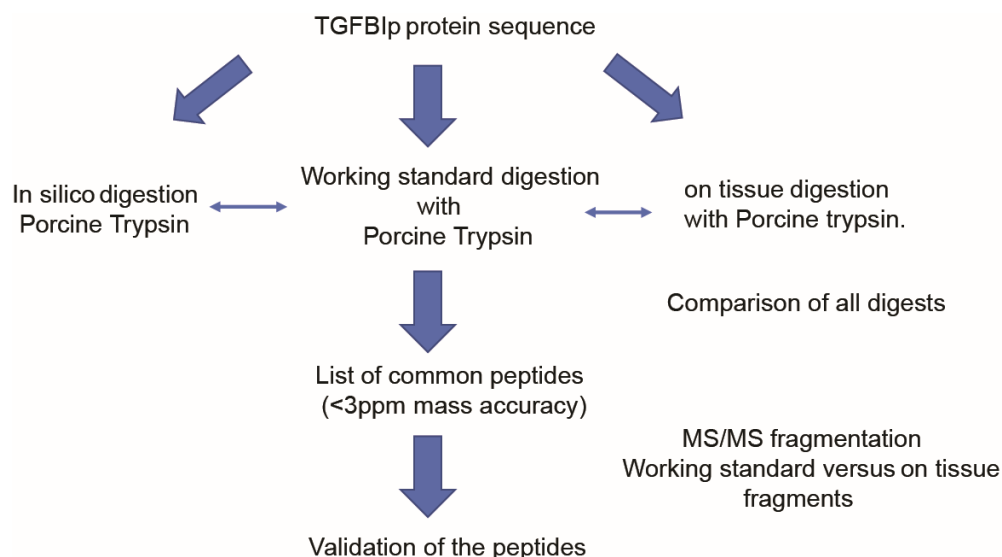 TGFBIp protein sequence
In silico digestion
Porcine Trypsin
Working standard digestion
with
Porcine Trypsin
on tissue digestion
with Porcine trypsin.
Comparison of all digests
List of common peptides
(<3ppm mass accuracy)
MS/MS fragmentation
Working standard versus on tissue
fragments
Validation of the peptides